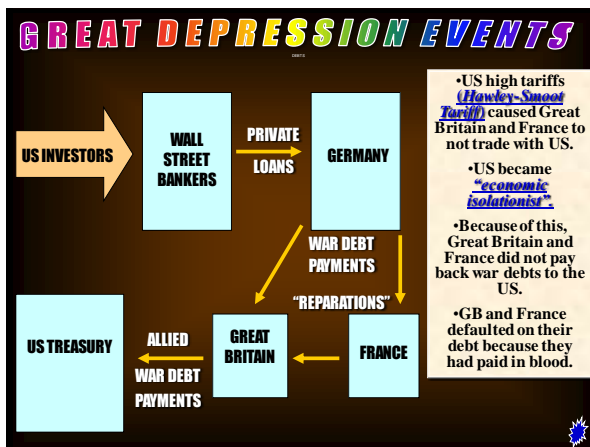 GREAT DEPRESSION EVENTS
DEBTS
US INVESTORS
WALL
STREET
BANKERS
PRIVATE
LOANS
GERMANY
WAR DEBT
PAYMENTS
"REPARATIONS"
US TREASURY
ALLIED
WAR DEBT
PAYMENTS
GREAT
BRITAIN
FRANCE
•US high tariffs
(Hawley-Smoot
Tariff) caused Great
Britain and France to
not trade with US.
•US became
"economic
isolationist".
•Because of this,
Great Britain and
France did not pay
back war debts to the
US.
•GB and France
defaulted on their
debt because they
had paid in blood.